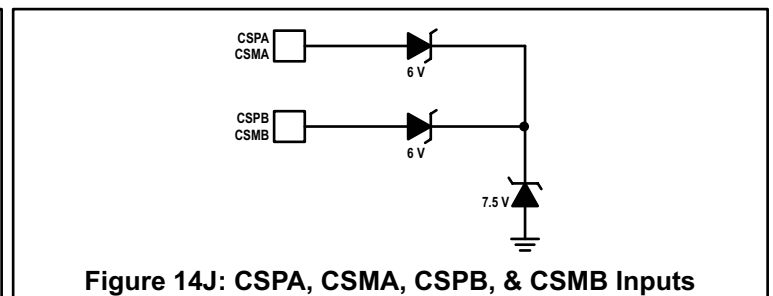 CSPA
CSMA
6 V
CSPB
CSMB
6 V
7.5 V
Figure 14J: CSPA, CSMA, CSPB, & CSMB Inputs